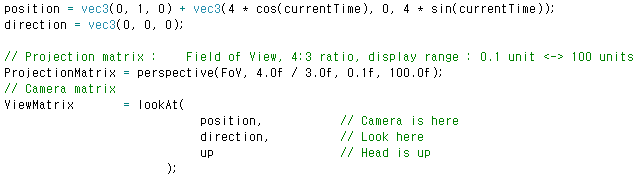 position = vec3(0, 1, 0) + vec3(4 * cos(currentTime), 0, 4 * sin(currentTime));
direction = vec3(0, 0, 0);
// Projection matrix :    Field of View, 4:3 ratio, display range : 0.1 unit <-> 100 units
ProjectionMatrix = perspective(FoV, 4.0f / 3.0f, 0.1f, 100.0f);
// Camera matrix
ViewMatrix       = lookAt(
position,           // Camera is here
direction,          // Look here
up                  // Head is up
);